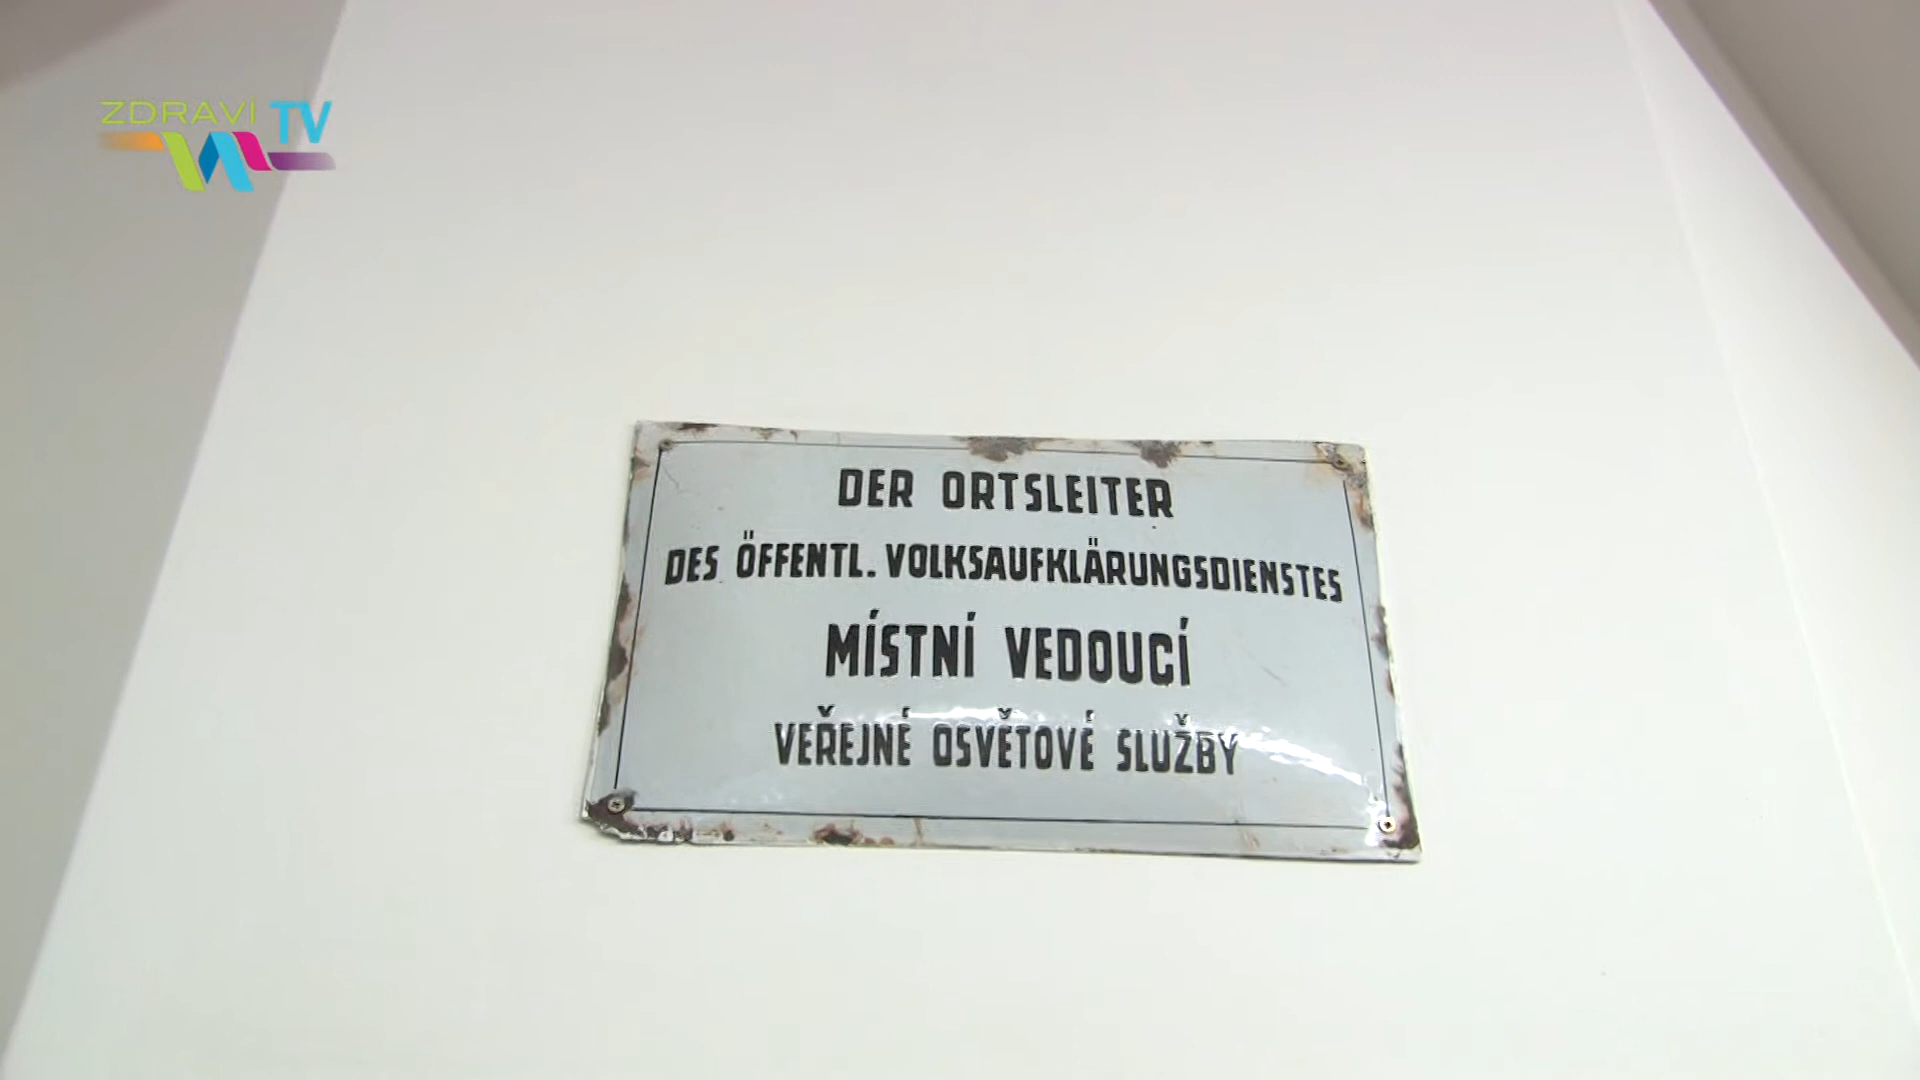 ZDRAVÍ TV
DER ORTSLEITER
DES ÖFFENTL. VOLKSAUFKLÄRUNGSDIENSTES
MÍSTNÍ VEDOUCÍ
VEŘEJNÉ OSVĚTOVÉ SLUŽBY